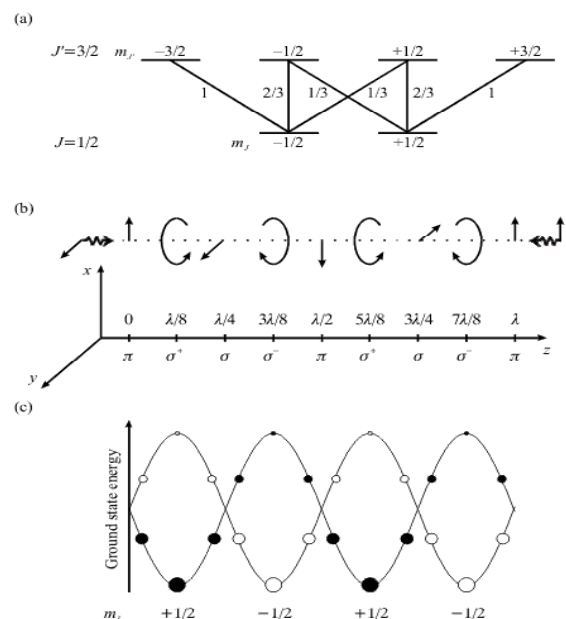 (a)
J′=3/2 m_J′ −3/2 −1/2 +1/2 +3/2
1 2/3 1/3 1/3 2/3 1
J=1/2 m_J −1/2 +1/2
(b)
x
0 λ/8 λ/4 3λ/8 λ/2 5λ/8 3λ/4 7λ/8 λ
π σ⁺ σ σ⁻ π σ⁺ σ σ⁻ π z
y
(c)
Ground state energy
m_J +1/2 −1/2 +1/2 −1/2